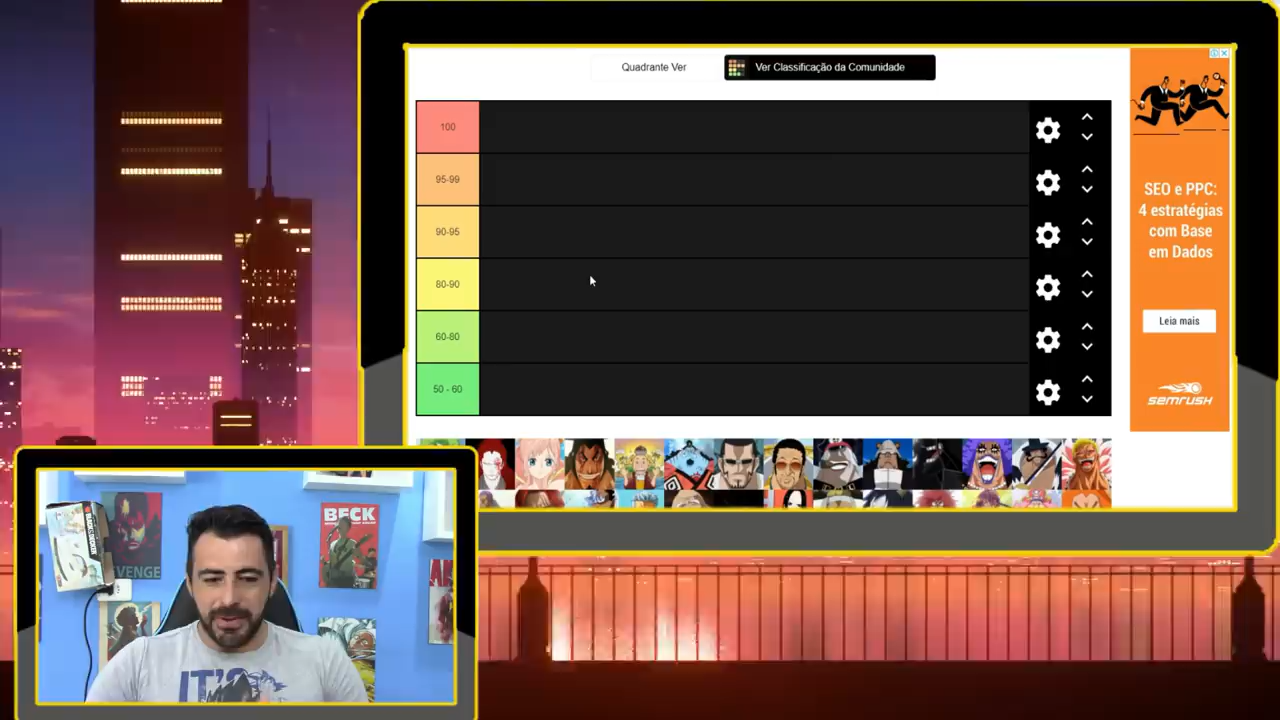 Quadrante Ver
Ver Classificação da Comunidade
100
95-99
90-95
80-90
60-80
50 - 60
SEO e PPC:
4 estratégias
com Base
em Dados
Leia mais
SEMRUSH
BECK
VENGE
IT'S